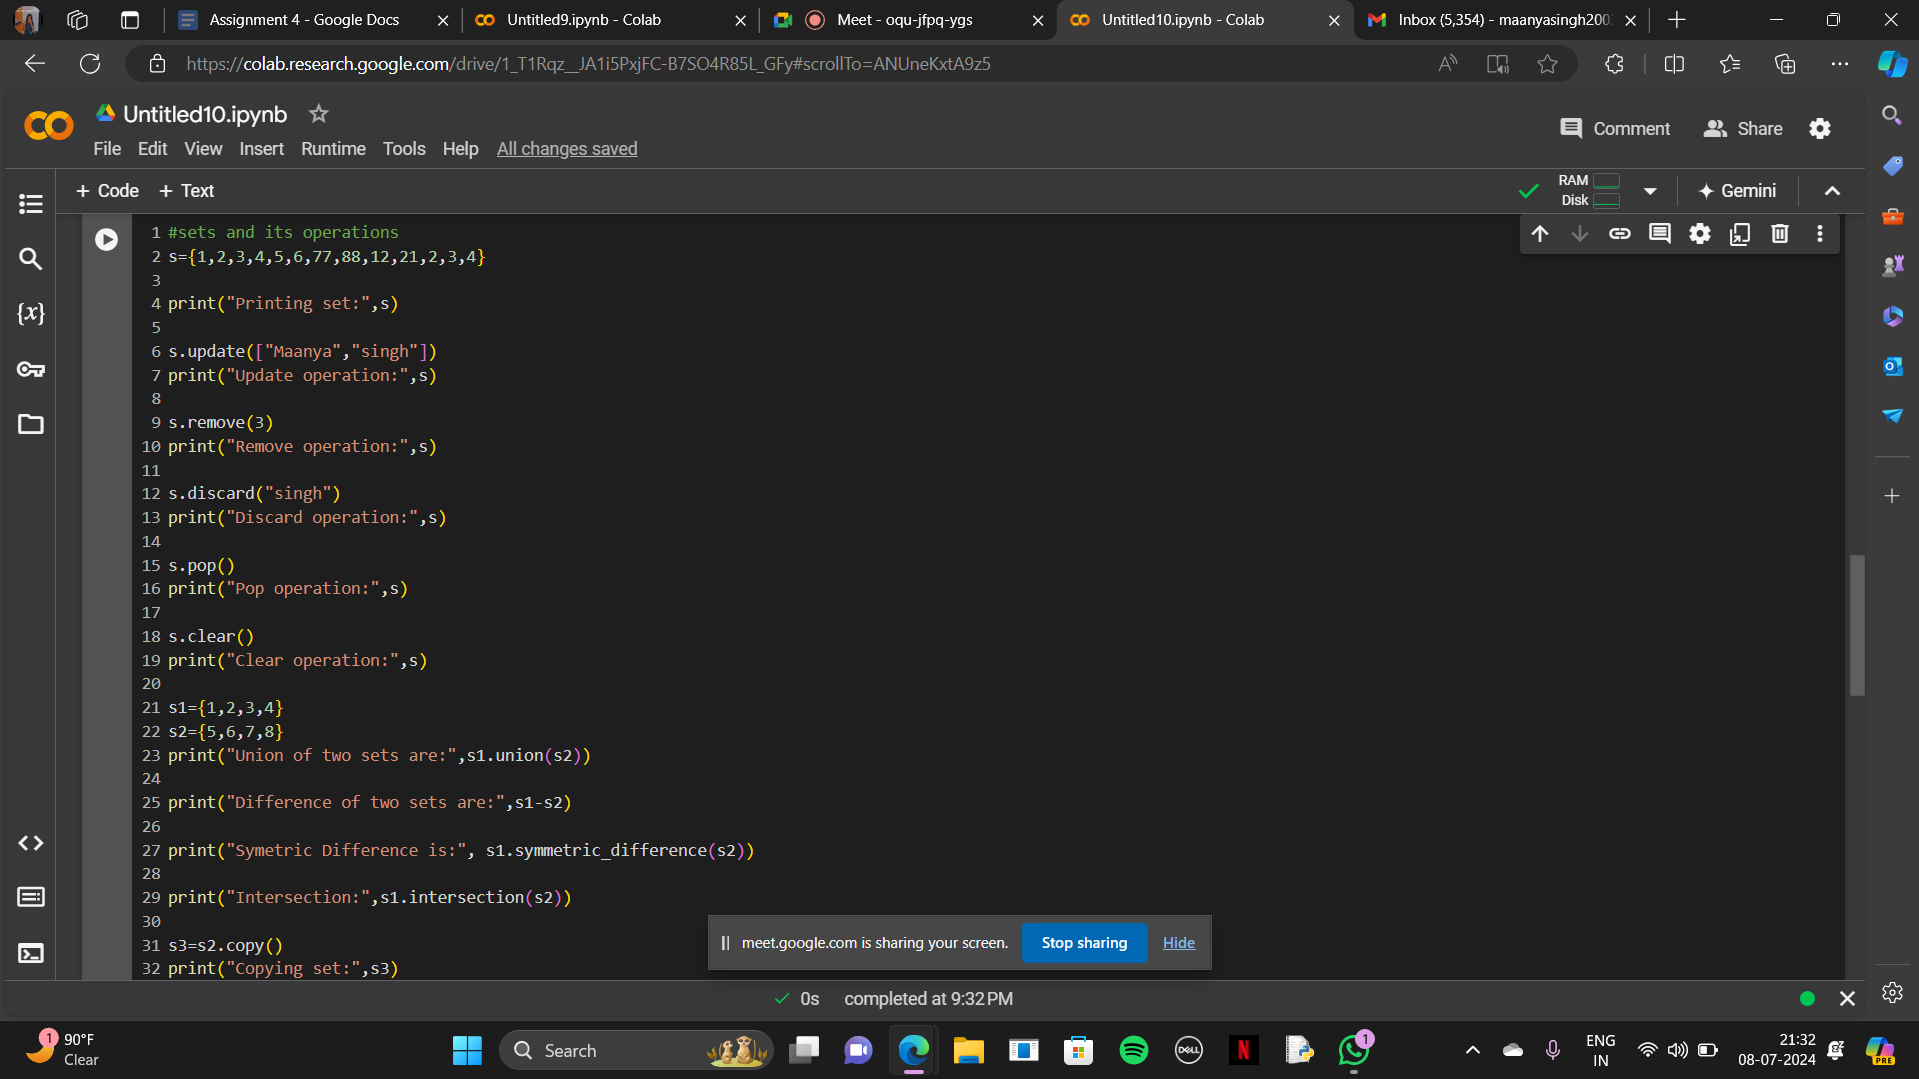 Assignment 4 - Google Docs
Untitled9.ipynb - Colab
Meet - oqu-jfpq-ygs
Untitled10.ipynb - Colab
Inbox (5,354) - maanyasingh200
https://colab.research.google.com/drive/1_T1Rqz__JA1i5PxjFC-B7SO4R85L_GFy#scrollTo=ANUneKxtA9z5
Untitled10.ipynb
Comment
Share
File Edit View Insert Runtime Tools Help All changes saved
+ Code + Text
RAM
Disk
Gemini
1 #sets and its operations
2 s={1,2,3,4,5,6,77,88,12,21,2,3,4}
3
4 print("Printing set:",s)
5
6 s.update(["Maanya","singh"])
7 print("Update operation:",s)
8
9 s.remove(3)
10 print("Remove operation:",s)
11
12 s.discard("singh")
13 print("Discard operation:",s)
14
15 s.pop()
16 print("Pop operation:",s)
17
18 s.clear()
19 print("Clear operation:",s)
20
21 s1={1,2,3,4}
22 s2={5,6,7,8}
23 print("Union of two sets are:",s1.union(s2))
24
25 print("Difference of two sets are:",s1-s2)
26
27 print("Symetric Difference is:", s1.symmetric_difference(s2))
28
29 print("Intersection:",s1.intersection(s2))
30
31 s3=s2.copy()
32 print("Copying set:",s3)
meet.google.com is sharing your screen. Stop sharing Hide
0s completed at 9:32 PM
1
90°F
Clear
Search
DELL
N
1
ENG
IN
21:32
08-07-2024
PRE